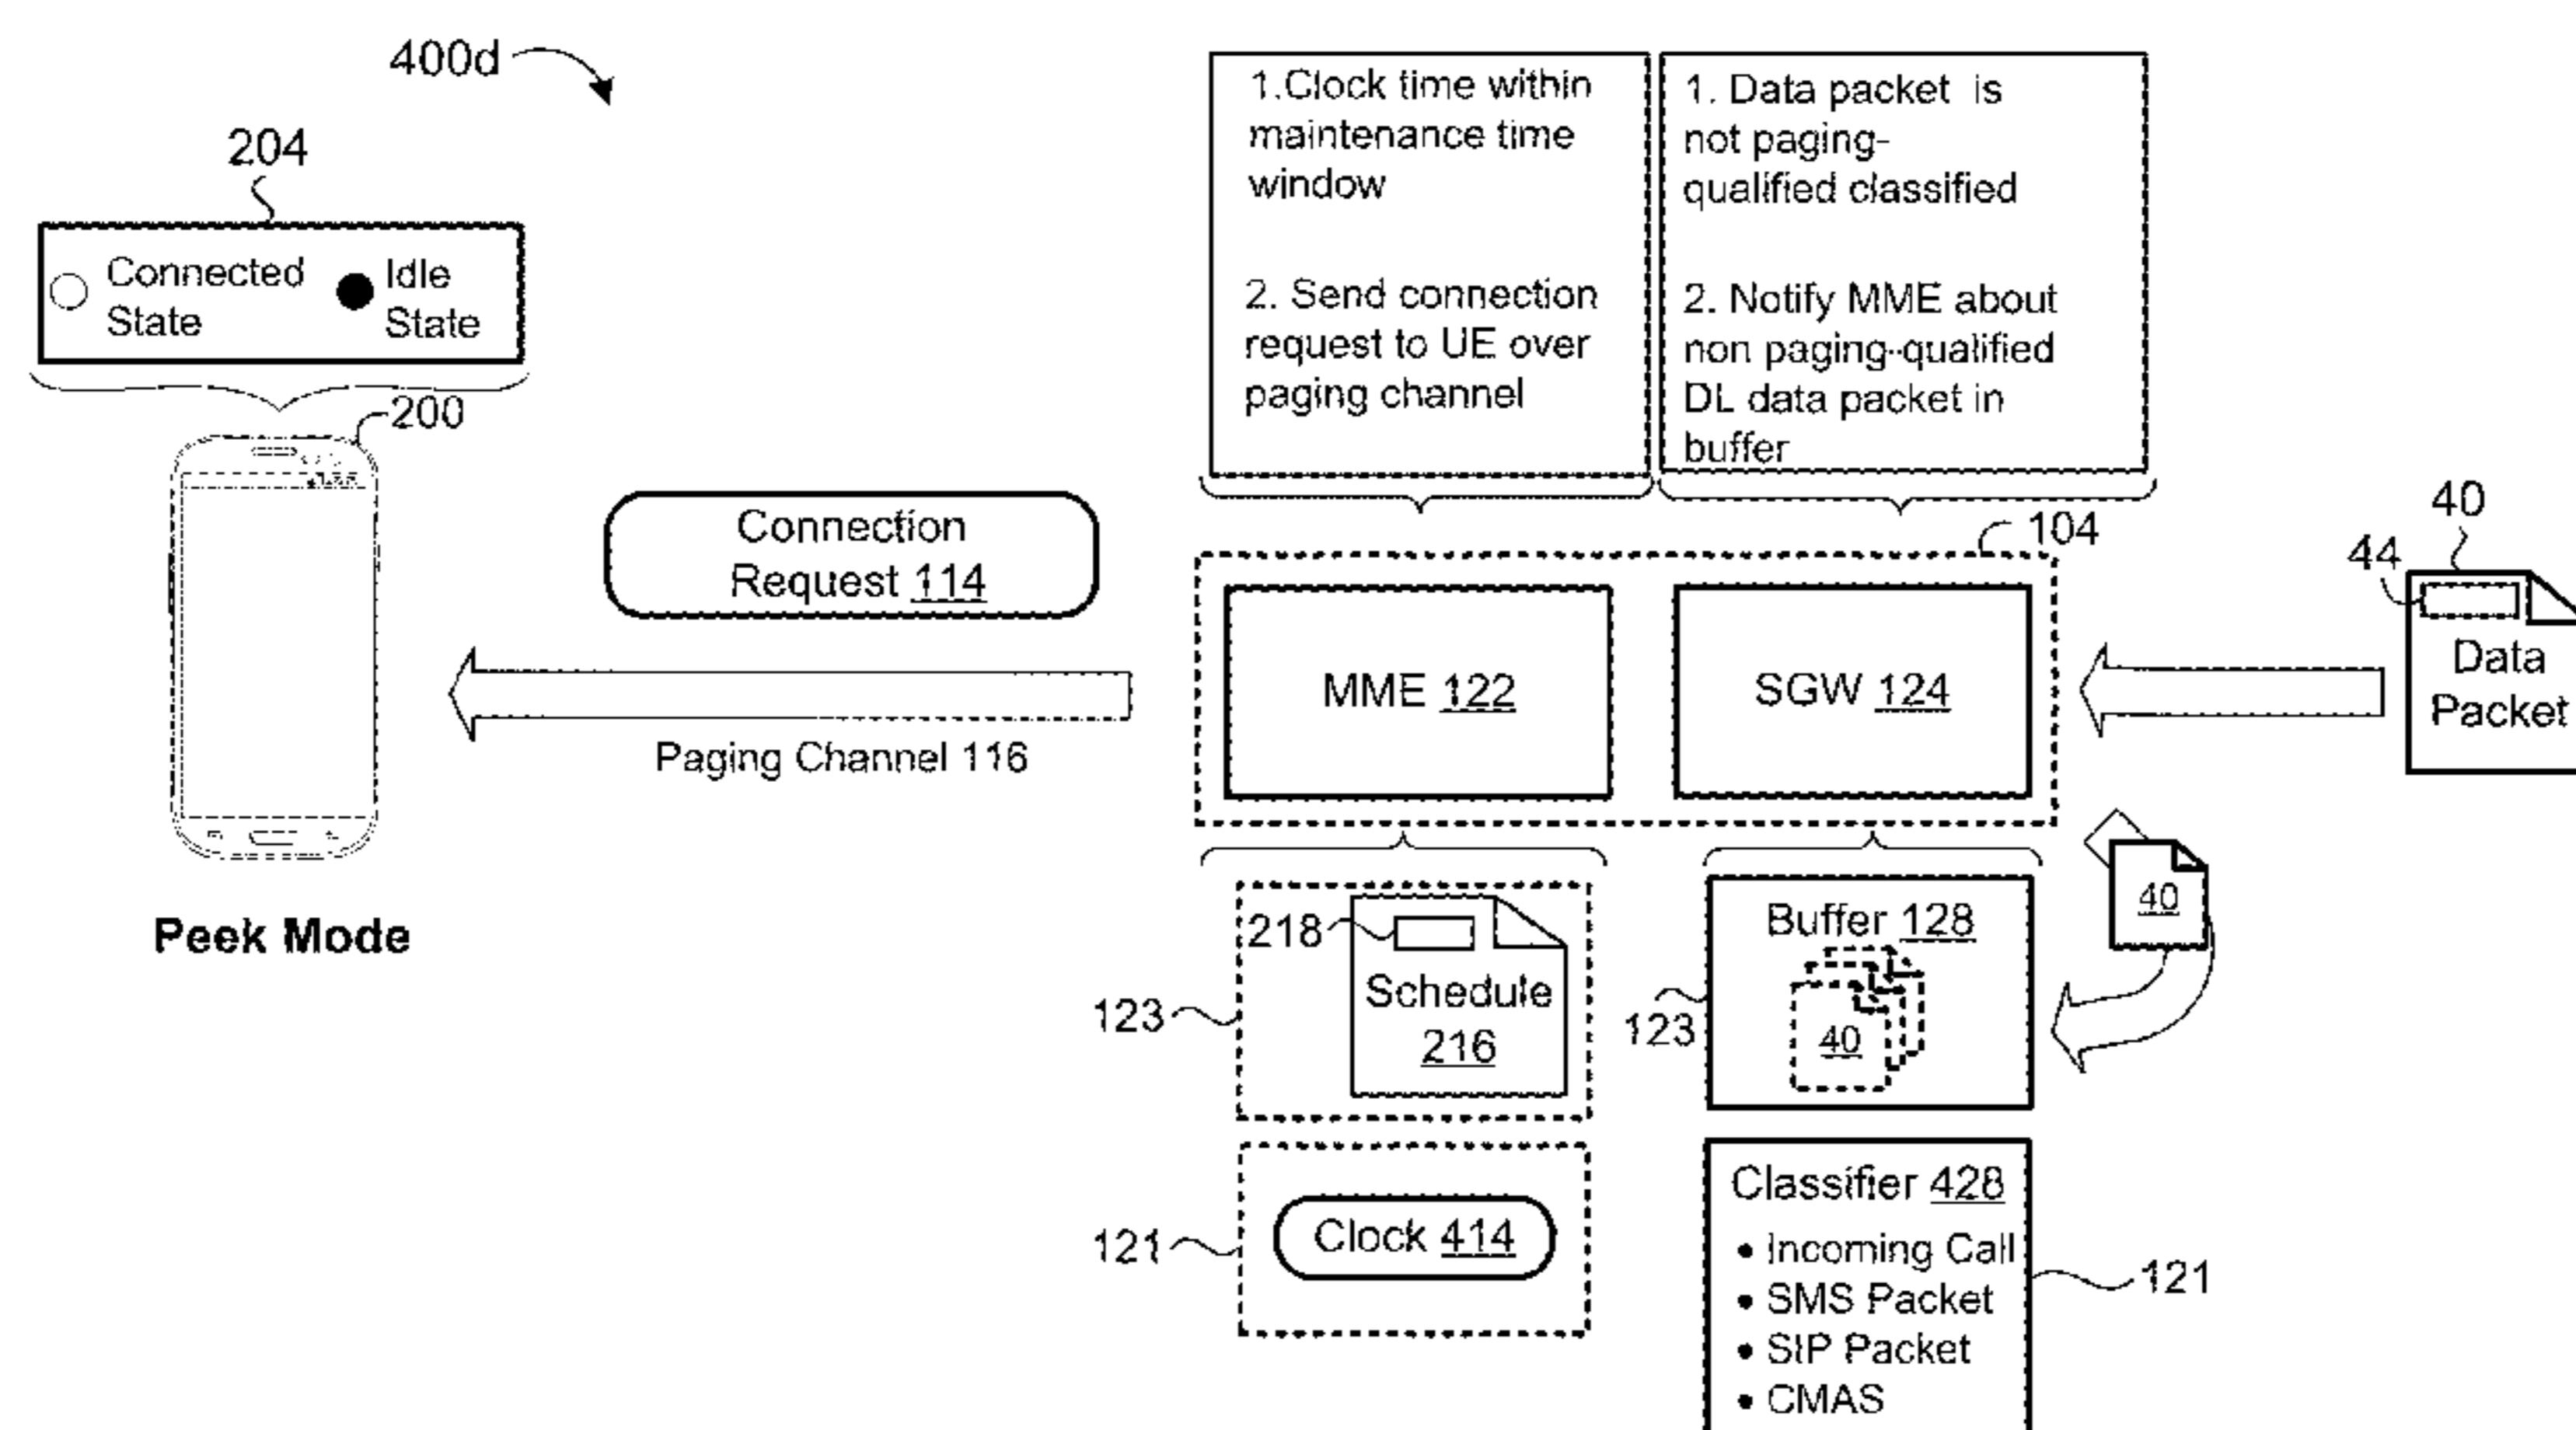 400d
204
Connected
State
Idle
State
200
Peek Mode
Connection
Request 114
Paging Channel 116
1.Clock time within
maintenance time
window
2. Send connection
request to UE over
paging channel
1. Data packet is
not paging-
qualified classified
2. Notify MME about
non paging-qualified
DL data packet in
buffer
104
MME 122
SGW 124
40
44
Data
Packet
40
218
Schedule
216
123
Buffer 128
40
123
Clock 414
121
Classifier 428
• Incoming Call
• SMS Packet
• SIP Packet
• CMAS
121